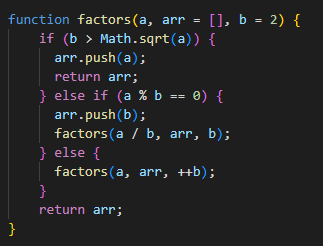 function factors(a, arr = [], b = 2) {
    if (b > Math.sqrt(a)) {
      arr.push(a);
      return arr;
    } else if (a % b == 0) {
      arr.push(b);
      factors(a / b, arr, b);
    } else {
      factors(a, arr, ++b);
    }
    return arr;
}